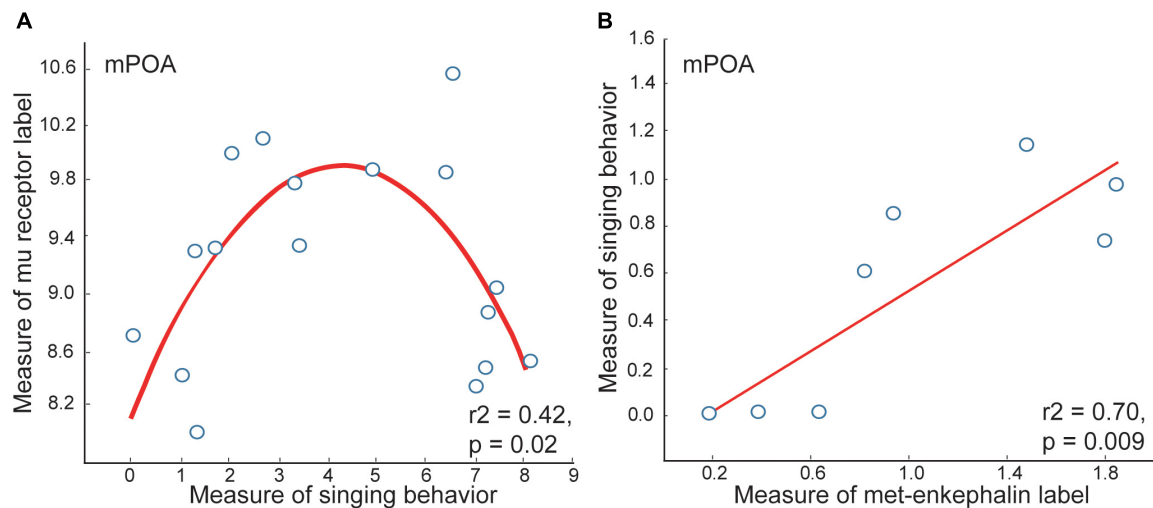 A
mPOA
Measure of mu receptor label
10.6
10.2
9.8
9.4
9.0
8.6
8.2
r2 = 0.42,
p = 0.02
0 1 2 3 4 5 6 7 8 9
Measure of singing behavior
B
mPOA
Measure of singing behavior
1.6
1.4
1.2
1.0
0.8
0.6
0.4
0.2
0.0
r2 = 0.70,
p = 0.009
0.2 0.6 1.0 1.4 1.8
Measure of met-enkephalin label